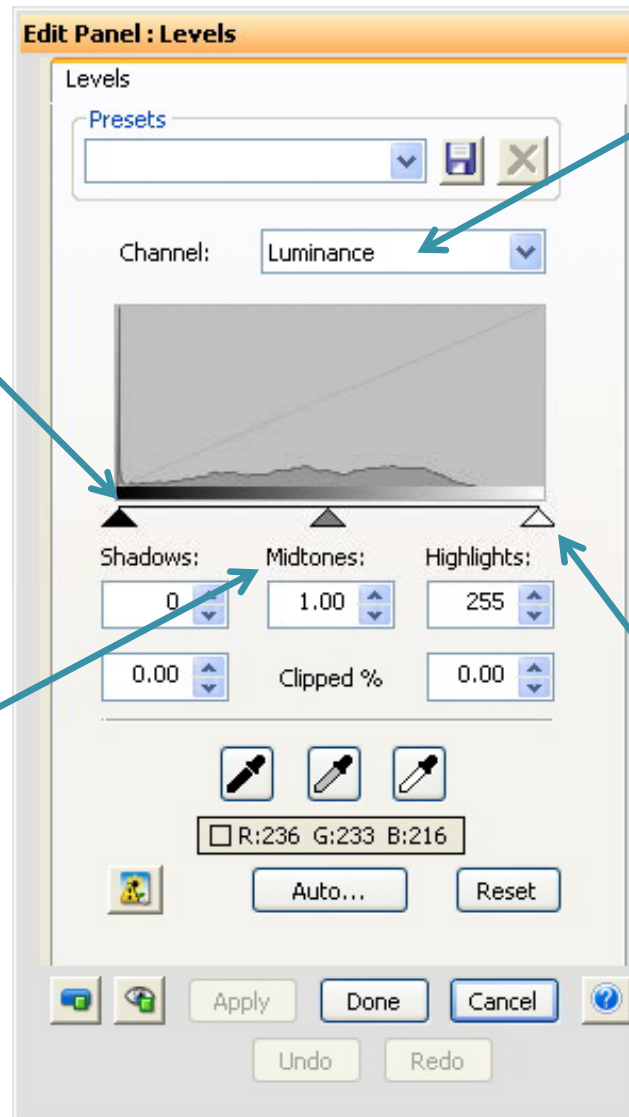 Edit Panel : Levels
Levels
Presets
Channel: Luminance
Shadows: Midtones: Highlights:
0 1.00 255
0.00 Clipped % 0.00
R:236 G:233 B:216
Auto... Reset
Apply Done Cancel ?
Undo Redo